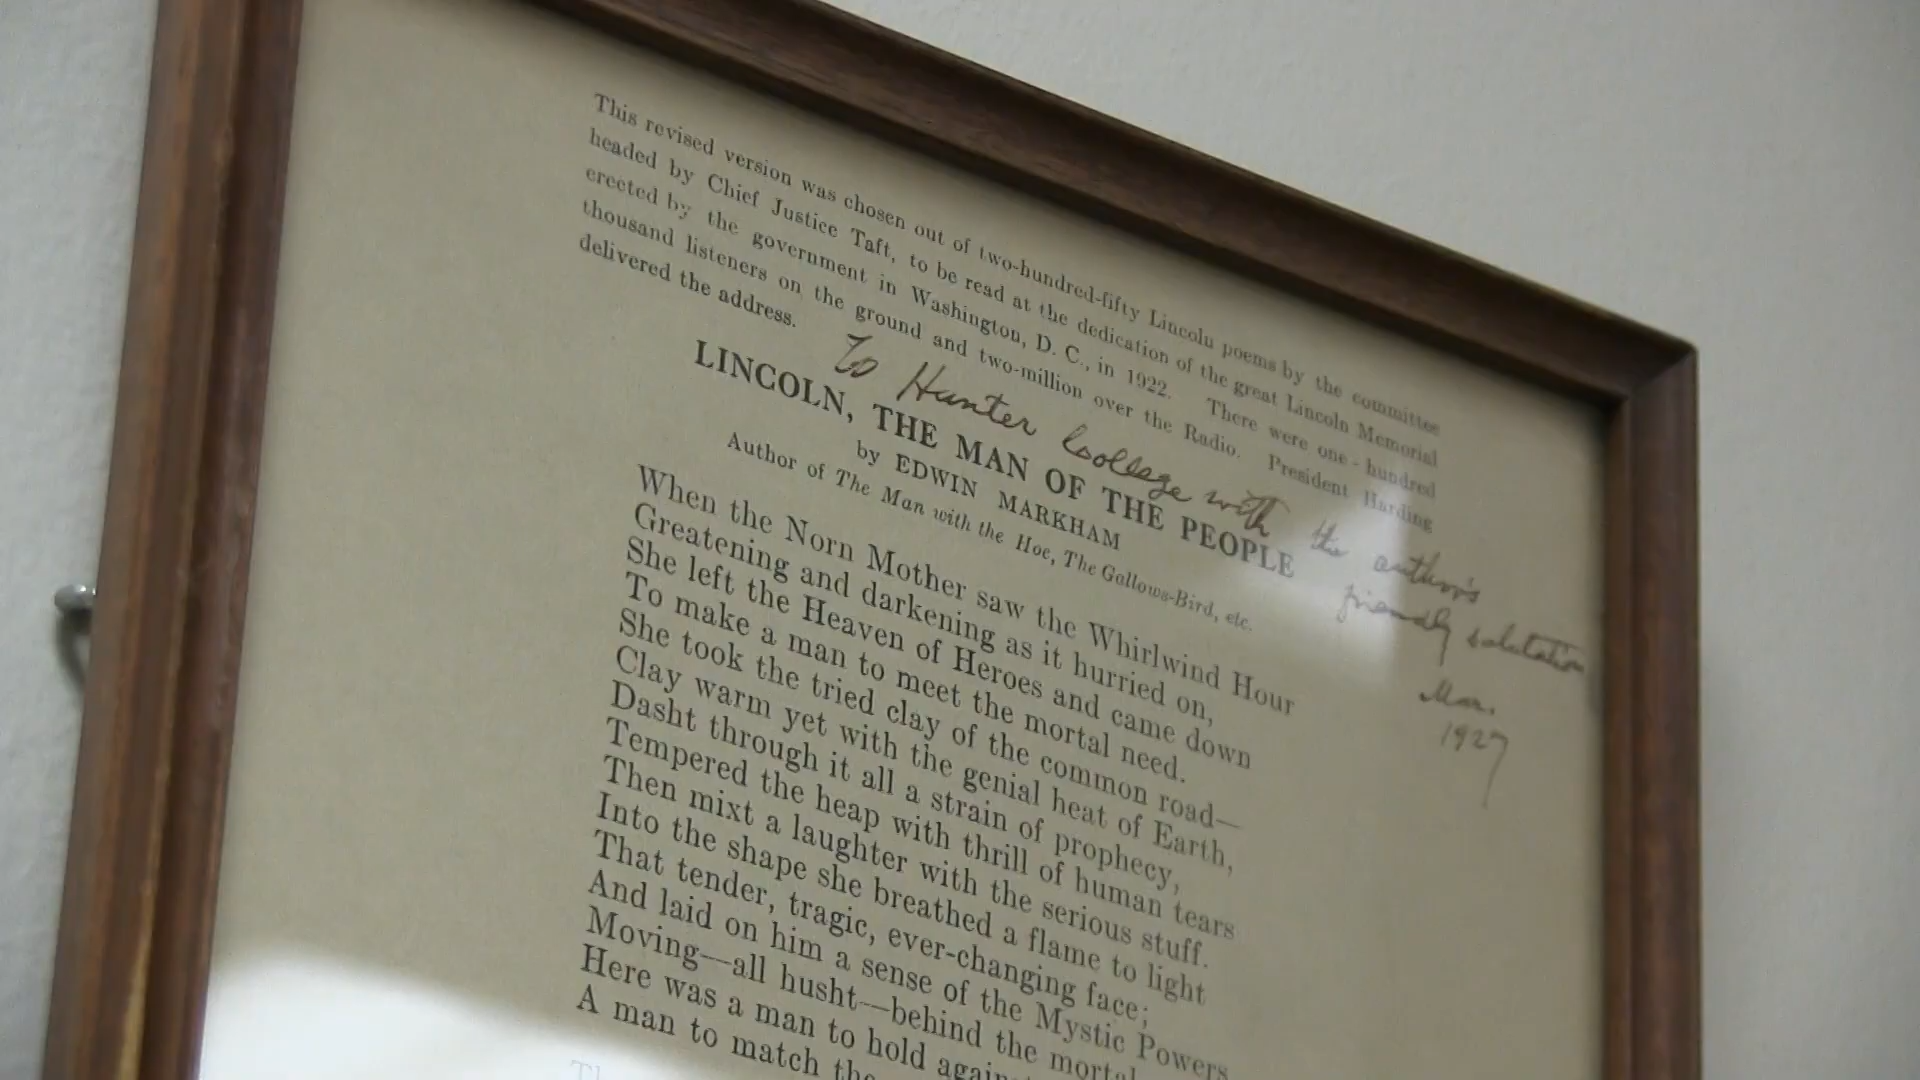 This revised version was chosen out of two-hundred-fifty Lincoln poems by the committee
headed by Chief Justice Taft, to be read at the dedication of the great Lincoln Memorial
erected by the government in Washington, D. C., in 1922. There were one-hundred
thousand listeners on the ground and two-million over the Radio. President Harding
delivered the address.
To Hunter College with the author's
friendly salutation
Mar.
1927
LINCOLN, THE MAN OF THE PEOPLE
by EDWIN MARKHAM
Author of The Man with the Hoe, The Gallows-Bird, etc.
When the Norn Mother saw the Whirlwind Hour
Greatening and darkening as it hurried on,
She left the Heaven of Heroes and came down
To make a man to meet the mortal need.
She took the tried clay of the common road—
Clay warm yet with the genial heat of Earth,
Dasht through it all a strain of prophecy,
Tempered the heap with thrill of human tears
Then mixt a laughter with the serious stuff.
Into the shape she breathed a flame to light
That tender, tragic, ever-changing face;
And laid on him a sense of the Mystic Powers
Moving—all husht—behind the mortal
Here was a man to hold
A man to match the